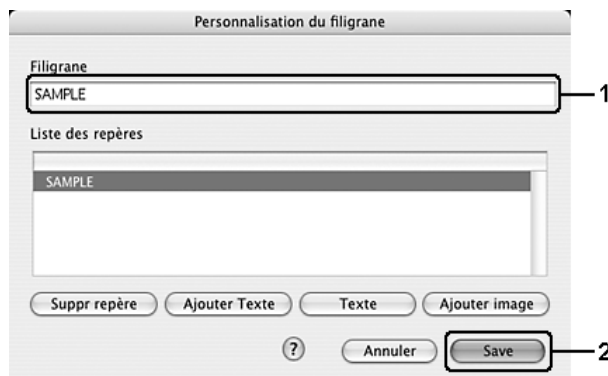 Personnalisation du filigrane
Filigrane
SAMPLE
1
Liste des repères
SAMPLE
Suppr repère Ajouter Texte Texte Ajouter image
? Annuler Save
2